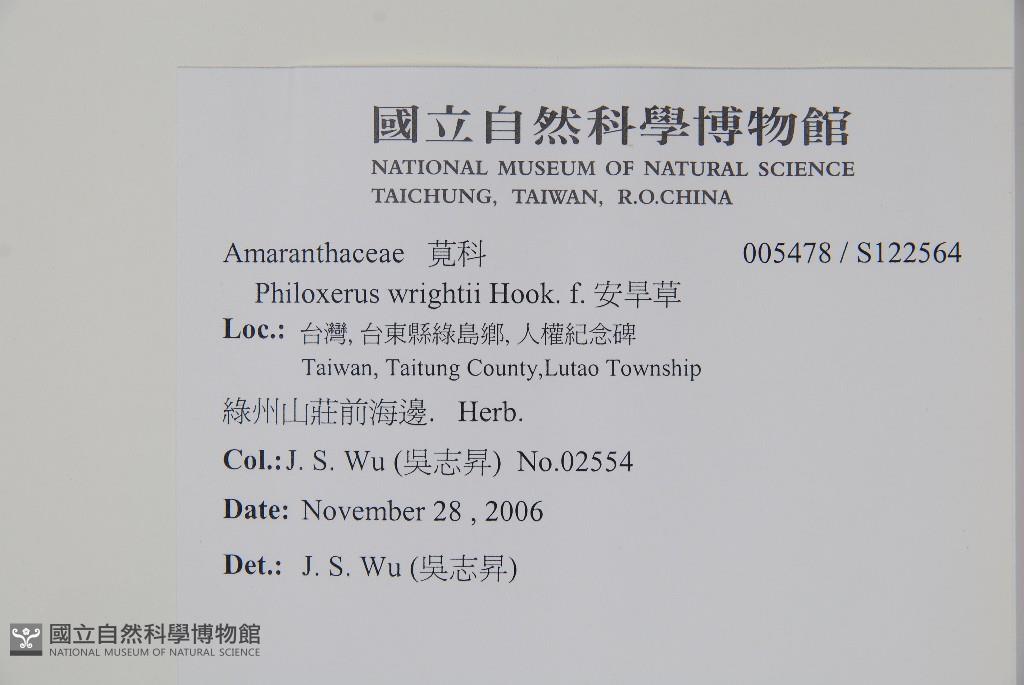 國立自然科學博物館
NATIONAL MUSEUM OF NATURAL SCIENCE
TAICHUNG, TAIWAN, R.O.CHINA
Amaranthaceae 莧科 005478 / S122564
Philoxerus wrightii Hook. f. 安旱草
Loc.: 台灣, 台東縣綠島鄉, 人權紀念碑
Taiwan, Taitung County,Lutao Township
綠州山莊前海邊. Herb.
Col.: J. S. Wu (吳志昇) No.02554
Date: November 28 , 2006
Det.: J. S. Wu (吳志昇)
國立自然科學博物館
NATIONAL MUSEUM OF NATURAL SCIENCE